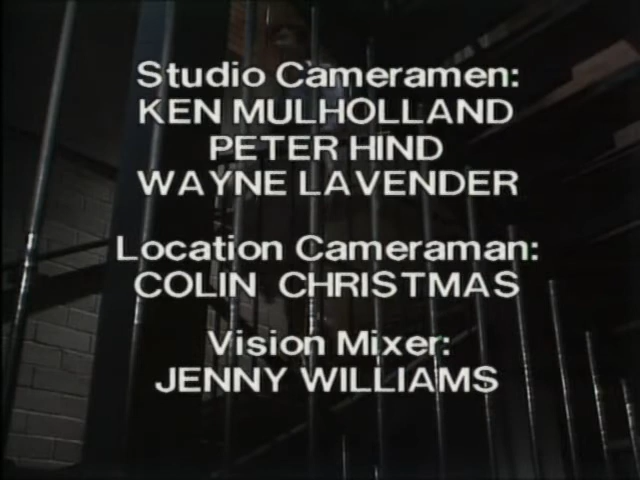 Studio Cameramen:
KEN MULHOLLAND
PETER HIND
WAYNE LAVENDER
Location Cameraman:
COLIN CHRISTMAS
Vision Mixer:
JENNY WILLIAMS